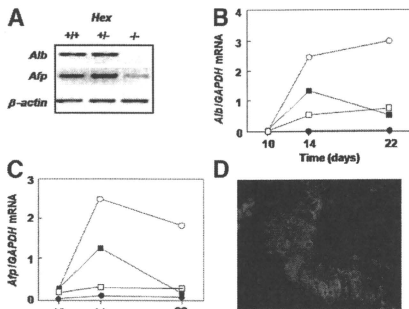 A
Hex
+/+ +/- -/-
Alb
Afp
β-actin
B
Alb/GAPDH mRNA
4
3
2
1
0
10 14 22
Time (days)
C
Afp/GAPDH mRNA
3
2
1
0
D